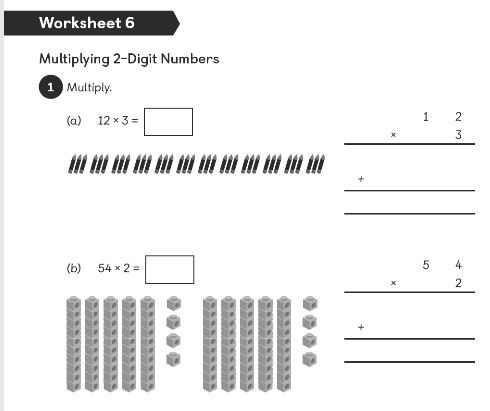 Worksheet 6
Multiplying 2-Digit Numbers
1 Multiply.
(a) 12 × 3 =
1 2
× 3
+
(b) 54 × 2 =
5 4
× 2
+